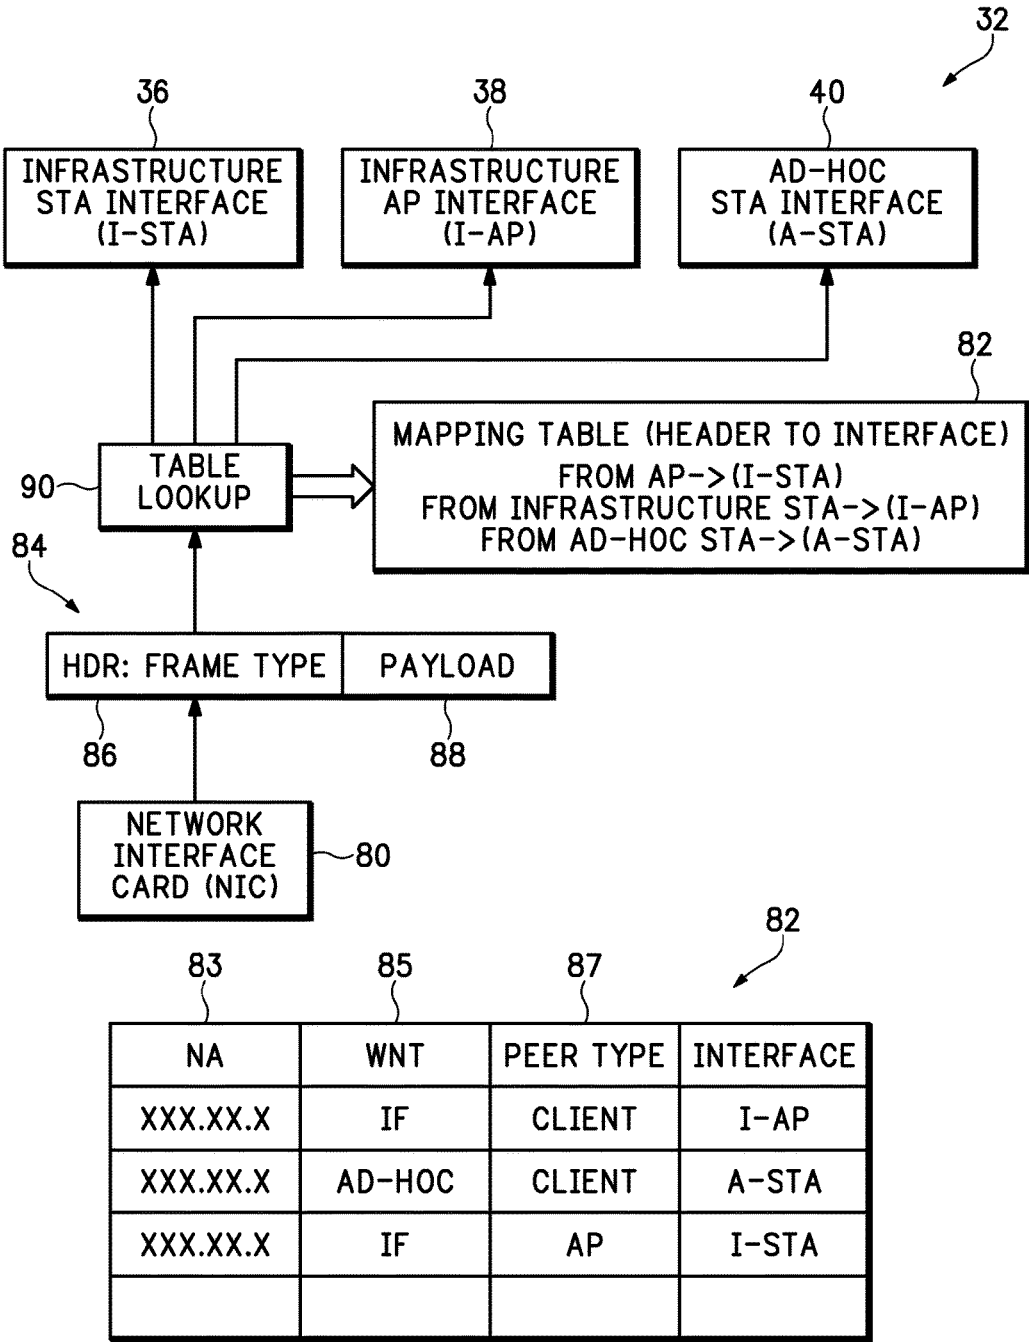 32
36
38
40
INFRASTRUCTURE
STA INTERFACE
(I-STA)
INFRASTRUCTURE
AP INTERFACE
(I-AP)
AD-HOC
STA INTERFACE
(A-STA)
82
MAPPING TABLE (HEADER TO INTERFACE)
FROM AP->(I-STA)
FROM INFRASTRUCTURE STA->(I-AP)
FROM AD-HOC STA->(A-STA)
TABLE
LOOKUP
90
84
HDR: FRAME TYPE
PAYLOAD
86
88
NETWORK
INTERFACE
CARD (NIC)
80
82
83
85
87
NA WNT PEER TYPE INTERFACE
XXX.XX.X IF CLIENT I-AP
XXX.XX.X AD-HOC CLIENT A-STA
XXX.XX.X IF AP I-STA